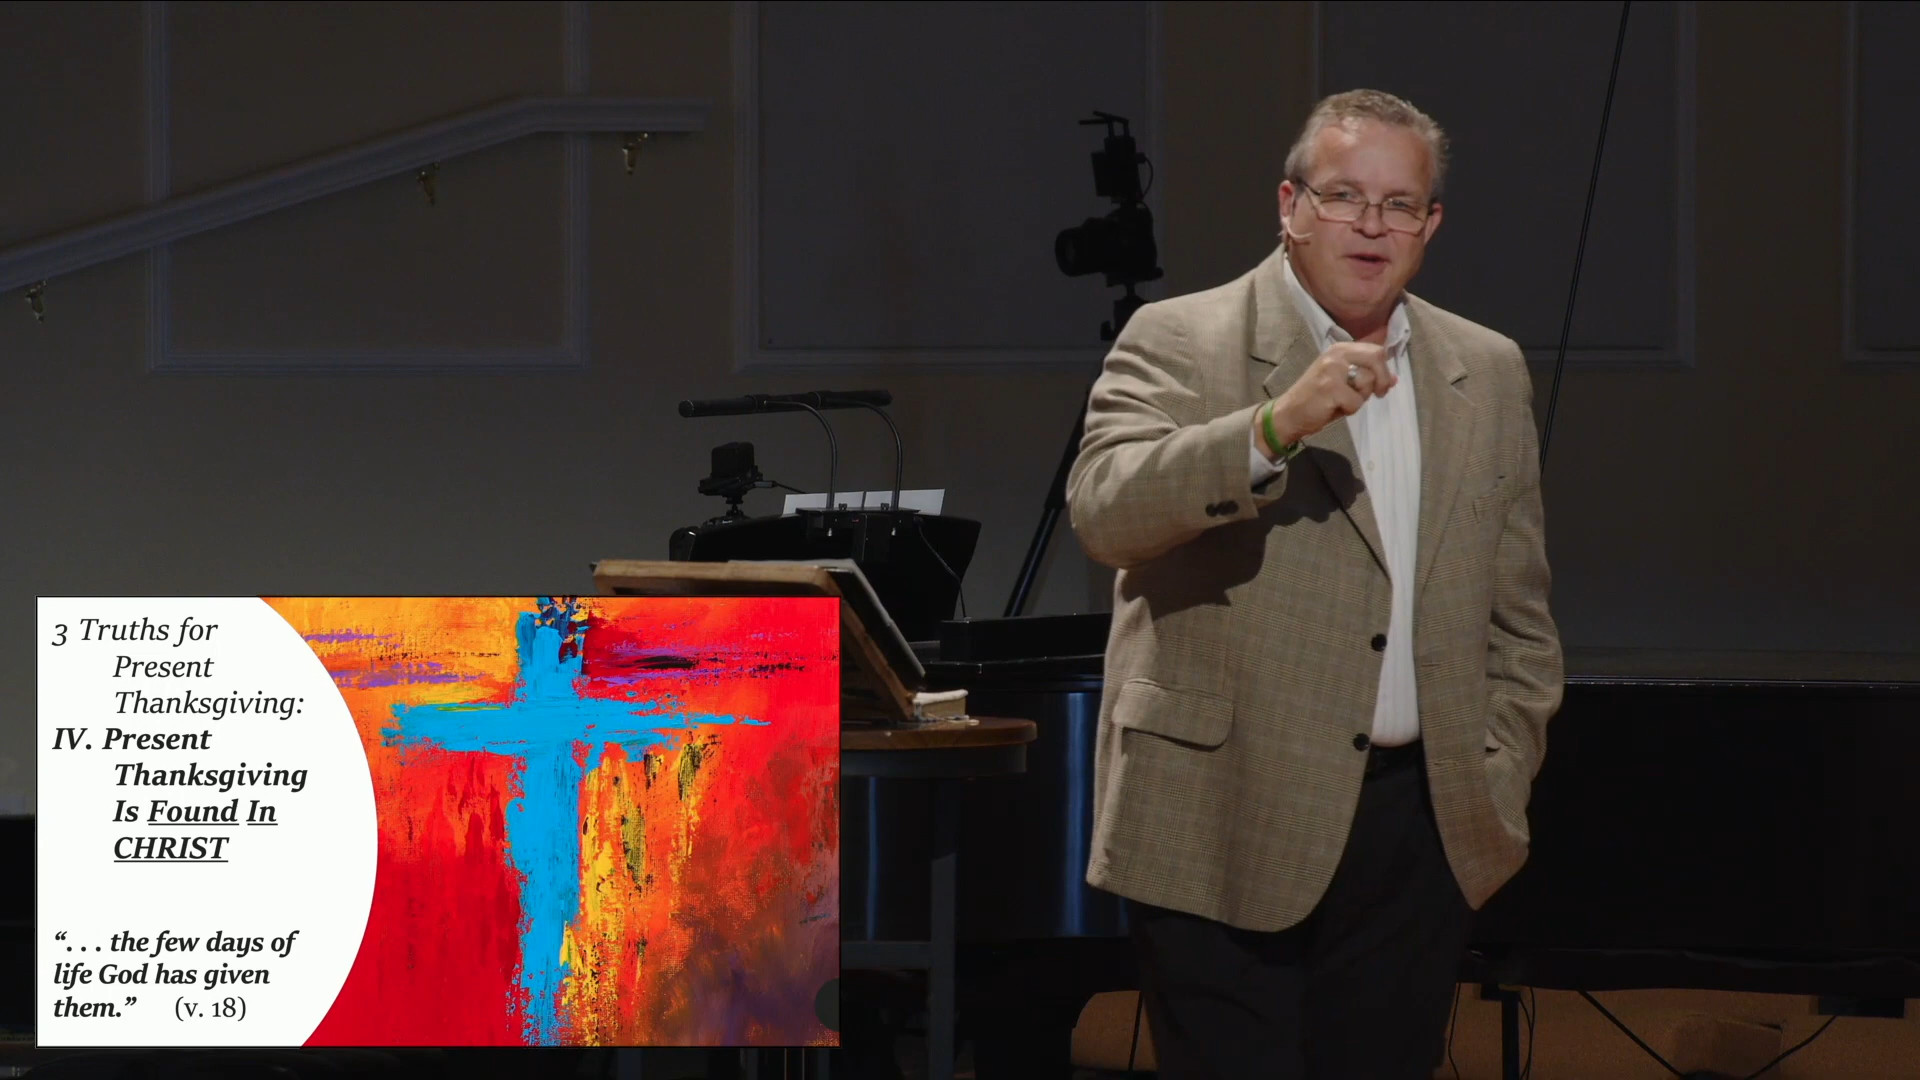 3 Truths for
Present
Thanksgiving:
IV. Present
Thanksgiving
Is Found In
CHRIST
“. . . the few days of
life God has given
them.” (v. 18)